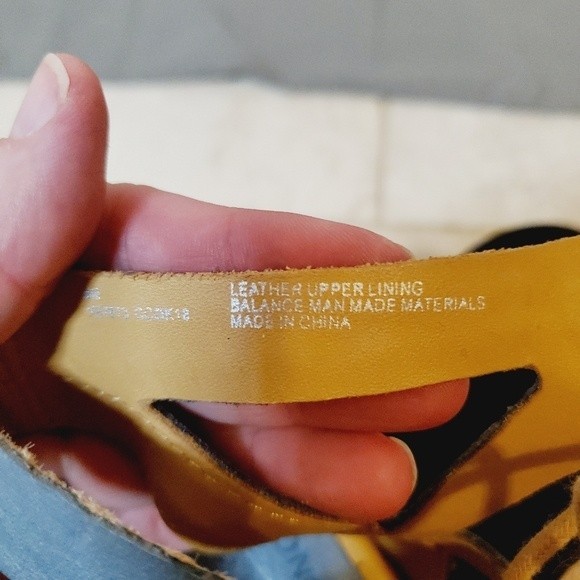 LEATHER UPPER LINING
BALANCE MAN MADE MATERIALS
MADE IN CHINA